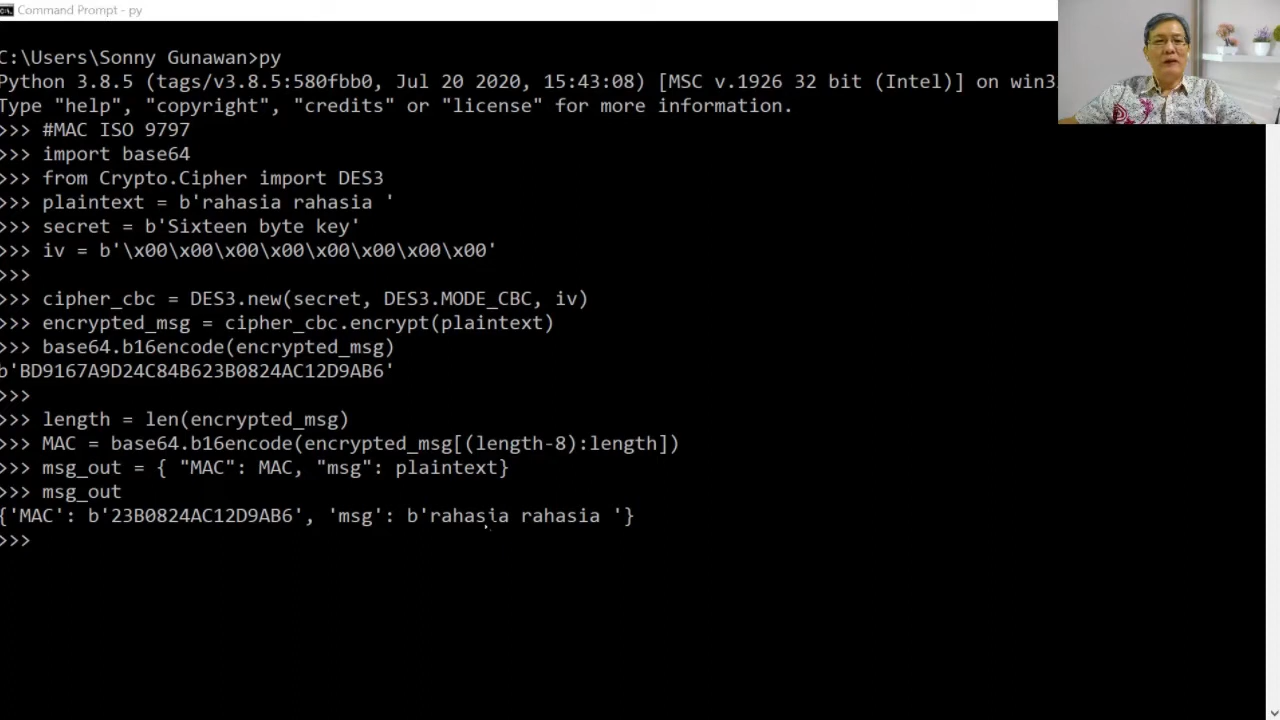 Command Prompt - py
C:\Users\Sonny Gunawan>py
Python 3.8.5 (tags/v3.8.5:580fbb0, Jul 20 2020, 15:43:08) [MSC v.1926 32 bit (Intel)] on win3
Type "help", "copyright", "credits" or "license" for more information.
>>> #MAC ISO 9797
>>> import base64
>>> from Crypto.Cipher import DES3
>>> plaintext = b'rahasia rahasia '
>>> secret = b'Sixteen byte key'
>>> iv = b'\x00\x00\x00\x00\x00\x00\x00\x00'
>>>
>>> cipher_cbc = DES3.new(secret, DES3.MODE_CBC, iv)
>>> encrypted_msg = cipher_cbc.encrypt(plaintext)
>>> base64.b16encode(encrypted_msg)
b'BD9167A9D24C84B623B0824AC12D9AB6'
>>>
>>> length = len(encrypted_msg)
>>> MAC = base64.b16encode(encrypted_msg[(length-8):length])
>>> msg_out = { "MAC": MAC, "msg": plaintext}
>>> msg_out
{'MAC': b'23B0824AC12D9AB6', 'msg': b'rahasia rahasia '}
>>>